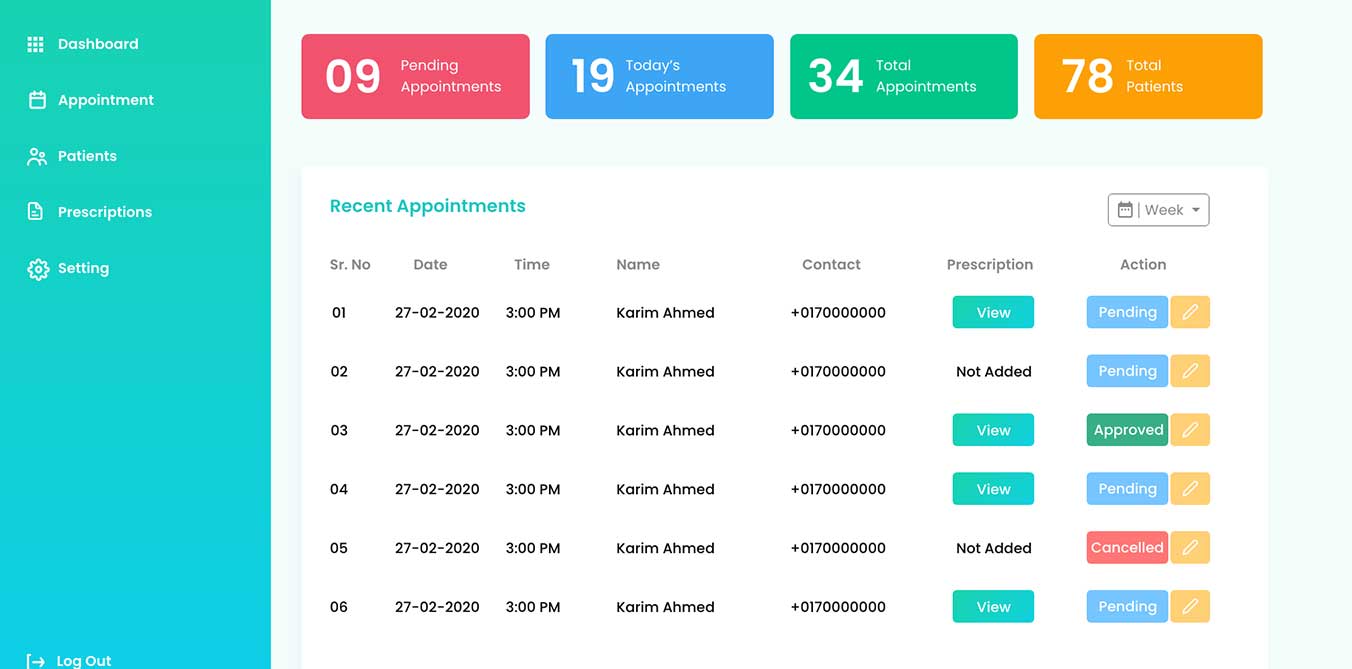 Dashboard
Appointment
Patients
Prescriptions
Setting
Log Out
09 Pending
Appointments
19 Today’s
Appointments
34 Total
Appointments
78 Total
Patients
Recent Appointments
| Week
Sr. No Date Time Name Contact Prescription Action
01 27-02-2020 3:00 PM Karim Ahmed +0170000000 View Pending
02 27-02-2020 3:00 PM Karim Ahmed +0170000000 Not Added Pending
03 27-02-2020 3:00 PM Karim Ahmed +0170000000 View Approved
04 27-02-2020 3:00 PM Karim Ahmed +0170000000 View Pending
05 27-02-2020 3:00 PM Karim Ahmed +0170000000 Not Added Cancelled
06 27-02-2020 3:00 PM Karim Ahmed +0170000000 View Pending